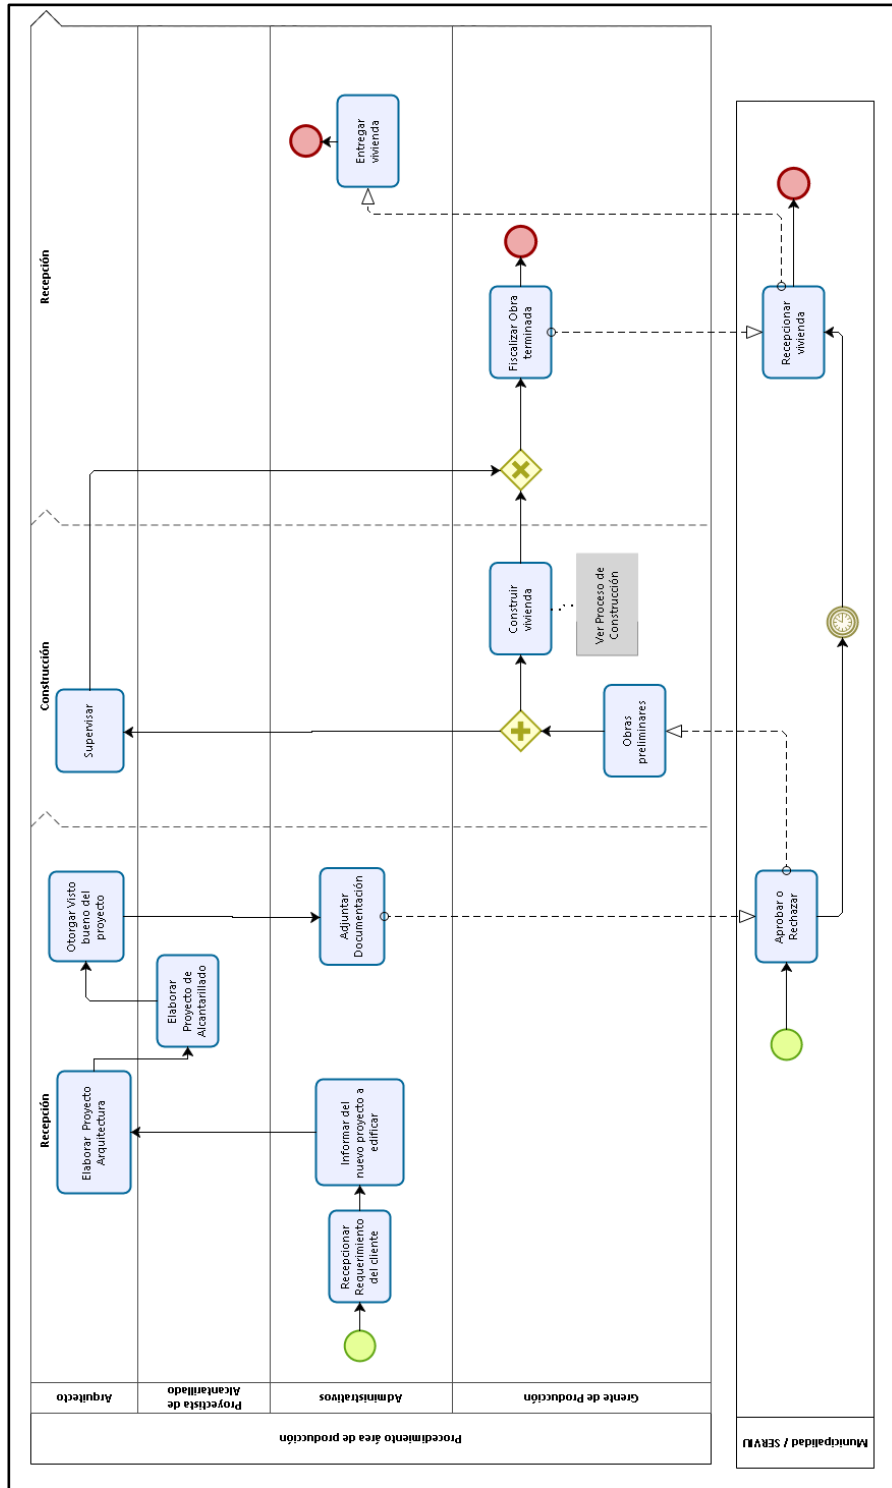 Procedimiento área de producción
Arquitecto
Proyectista de
Alcantarillado
Administrativos
Grente de Producción
Recepción
Construcción
Recepción
Recepcionar
Requerimiento
del cliente
Informar del
nuevo proyecto a
edificar
Elaborar Proyecto
Arquitectura
Elaborar
Proyecto de
Alcantarillado
Otorgar Visto
bueno del
proyecto
Adjuntar
Documentación
Supervisar
Obras
preliminares
Construir
vivienda
Ver Proceso de
Construcción
Fiscalizar Obra
terminada
Entregar
vivienda
Municipalidad / SERVIU
Aprobar o
Rechazar
Recepcionar
vivienda